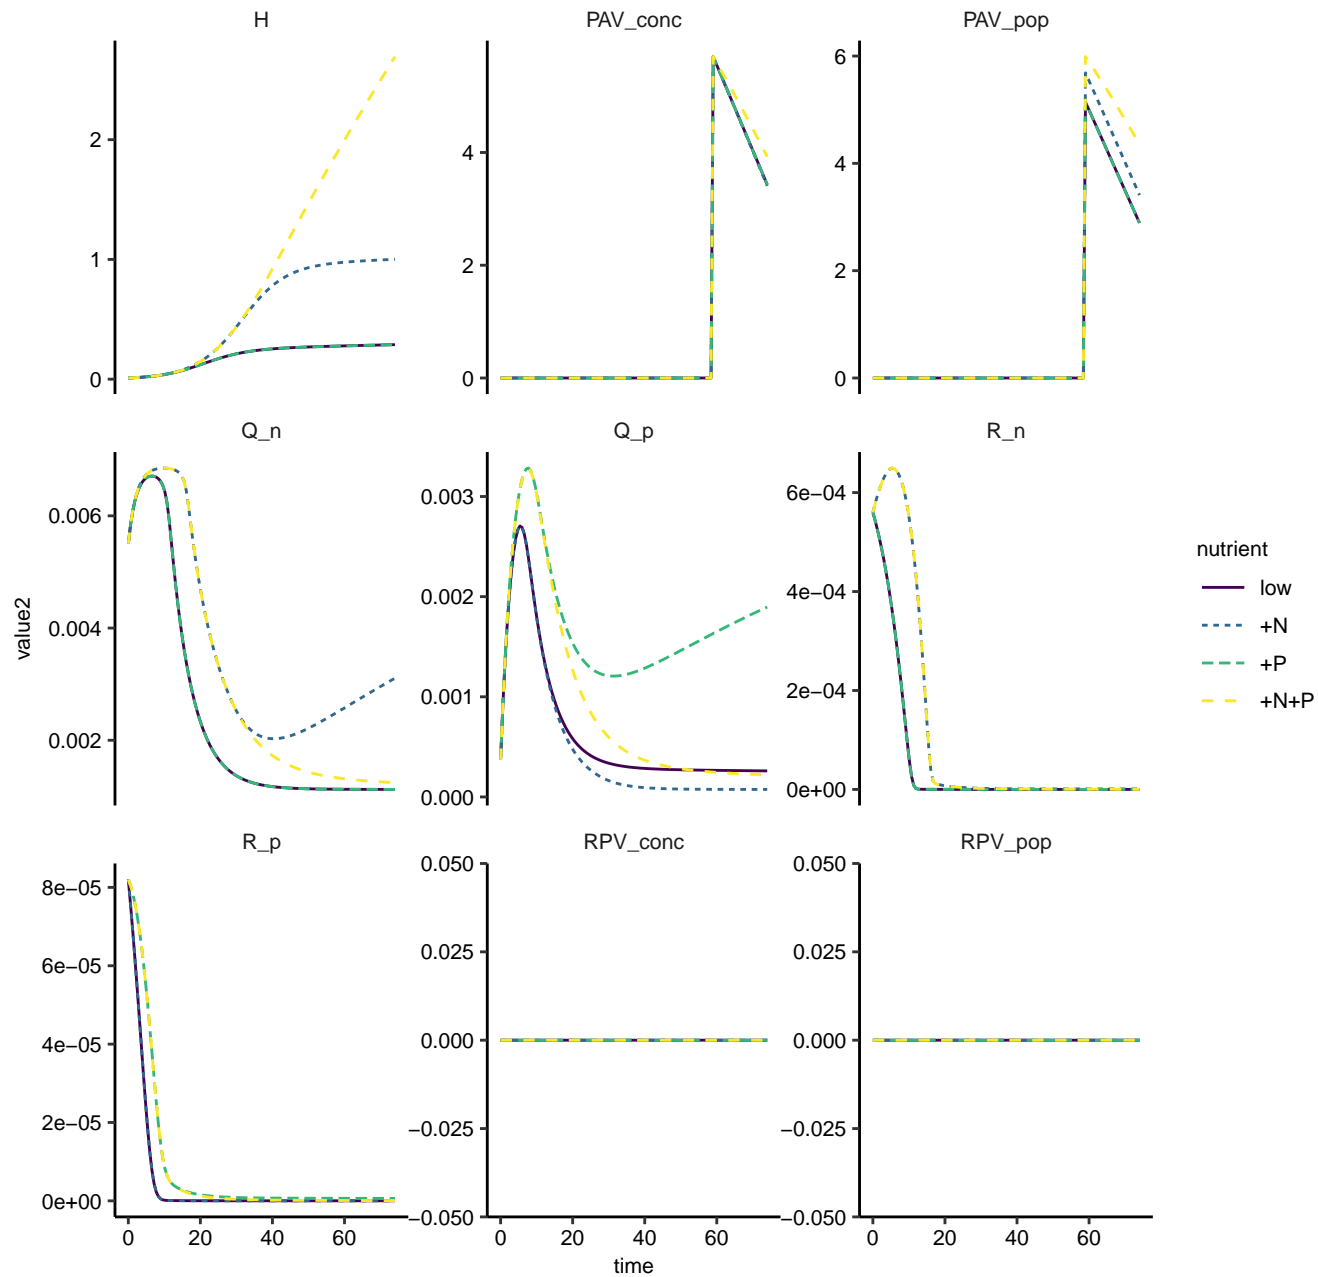 H
PAV_conc
PAV_pop
2
1
0
4
2
0
6
4
2
0
Q_n
Q_p
R_n
0.006
0.004
0.002
0.003
0.002
0.001
0.000
6e−04
4e−04
2e−04
0e+00
R_p
RPV_conc
RPV_pop
8e−05
6e−05
4e−05
2e−05
0e+00
0.050
0.025
0.000
−0.025
−0.050
0.050
0.025
0.000
−0.025
−0.050
0 20 40 60
0 20 40 60
0 20 40 60
time
value2
nutrient
low
+N
+P
+N+P